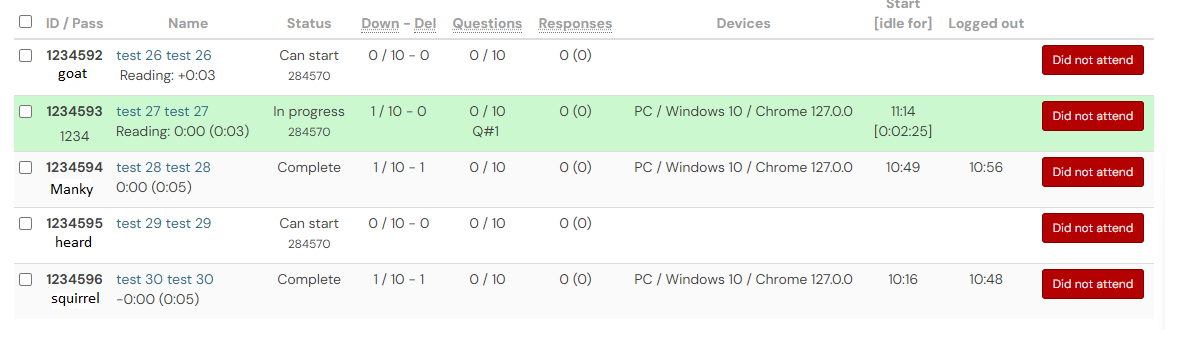 Start
ID / Pass Name Status Down - Del Questions Responses Devices [idle for] Logged out
1234592 test 26 test 26 Can start 0 / 10 - 0 0 / 10 0 (0) Did not attend
goat Reading: +0:03 284570
1234593 test 27 test 27 In progress 1 / 10 - 0 0 / 10 0 (0) PC / Windows 10 / Chrome 127.0.0 11:14 Did not attend
1234 Reading: 0:00 (0:03) 284570 Q#1 [0:02:25]
1234594 test 28 test 28 Complete 1 / 10 - 1 0 / 10 0 (0) PC / Windows 10 / Chrome 127.0.0 10:49 10:56 Did not attend
Manky 0:00 (0:05)
1234595 test 29 test 29 Can start 0 / 10 - 0 0 / 10 0 (0) Did not attend
heard 284570
1234596 test 30 test 30 Complete 1 / 10 - 1 0 / 10 0 (0) PC / Windows 10 / Chrome 127.0.0 10:16 10:48 Did not attend
squirrel -0:00 (0:05)